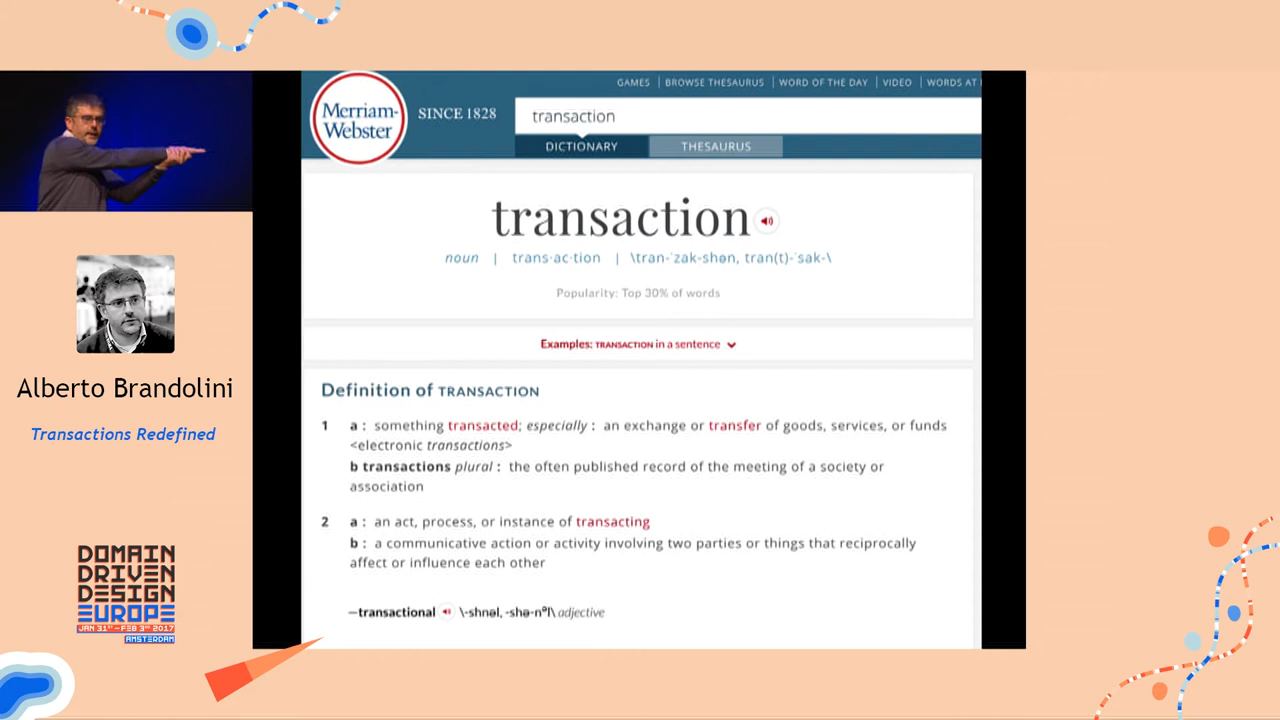 GAMES | BROWSE THESAURUS | WORD OF THE DAY | VIDEO | WORDS AT
Merriam-
Webster
SINCE 1828
transaction
DICTIONARY THESAURUS
transaction
noun | trans·ac·tion | \tran-ˈzak-shən, tran(t)-ˈsak-\
Popularity: Top 30% of words
Examples: TRANSACTION in a sentence
Definition of TRANSACTION
1 a : something transacted; especially : an exchange or transfer of goods, services, or funds
<electronic transactions>
b transactions plural : the often published record of the meeting of a society or
association
2 a : an act, process, or instance of transacting
b : a communicative action or activity involving two parties or things that reciprocally
affect or influence each other
—transactional \-shnəl, -shə-nᵊl\ adjective
Alberto Brandolini
Transactions Redefined
DOMAIN
DRIVEN
DESIGN
EUROPE
JAN 31ST–FEB 3RD 2017
AMSTERDAM